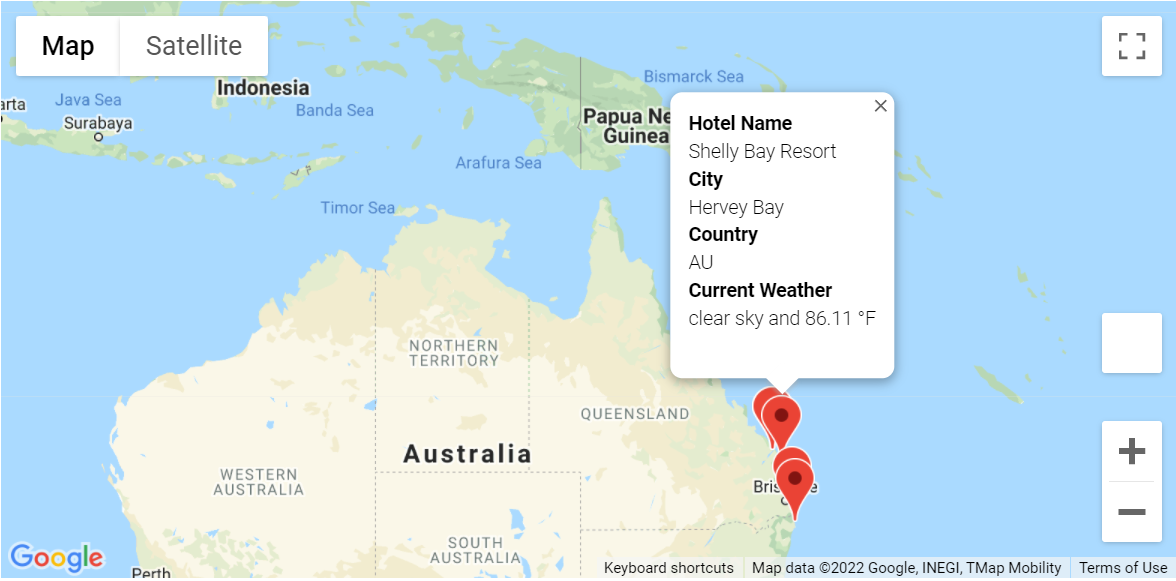 Map
Satellite
Bismarck Sea
Indonesia
Java Sea
arta
Banda Sea
Surabaya
Papua Ne
Guinea
Arafura Sea
Timor Sea
Hotel Name
Shelly Bay Resort
City
Hervey Bay
Country
AU
Current Weather
clear sky and 86.11 °F
NORTHERN
TERRITORY
QUEENSLAND
Australia
WESTERN
AUSTRALIA
SOUTH
AUSTRALIA
Perth
Google
Keyboard shortcuts
Map data ©2022 Google, INEGI, TMap Mobility
Terms of Use